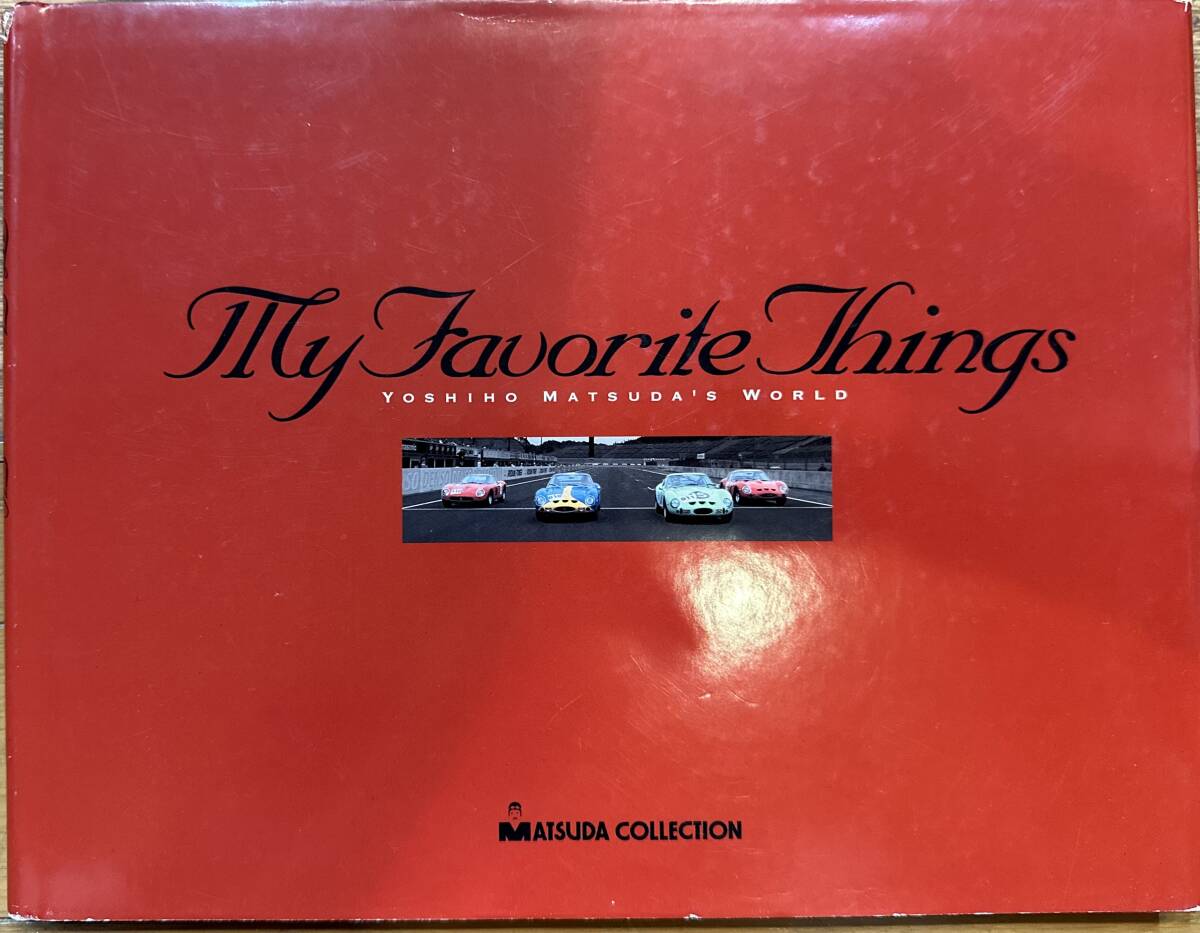 My Favorite Things
YOSHIHO MATSUDA'S WORLD
MATSUDA COLLECTION